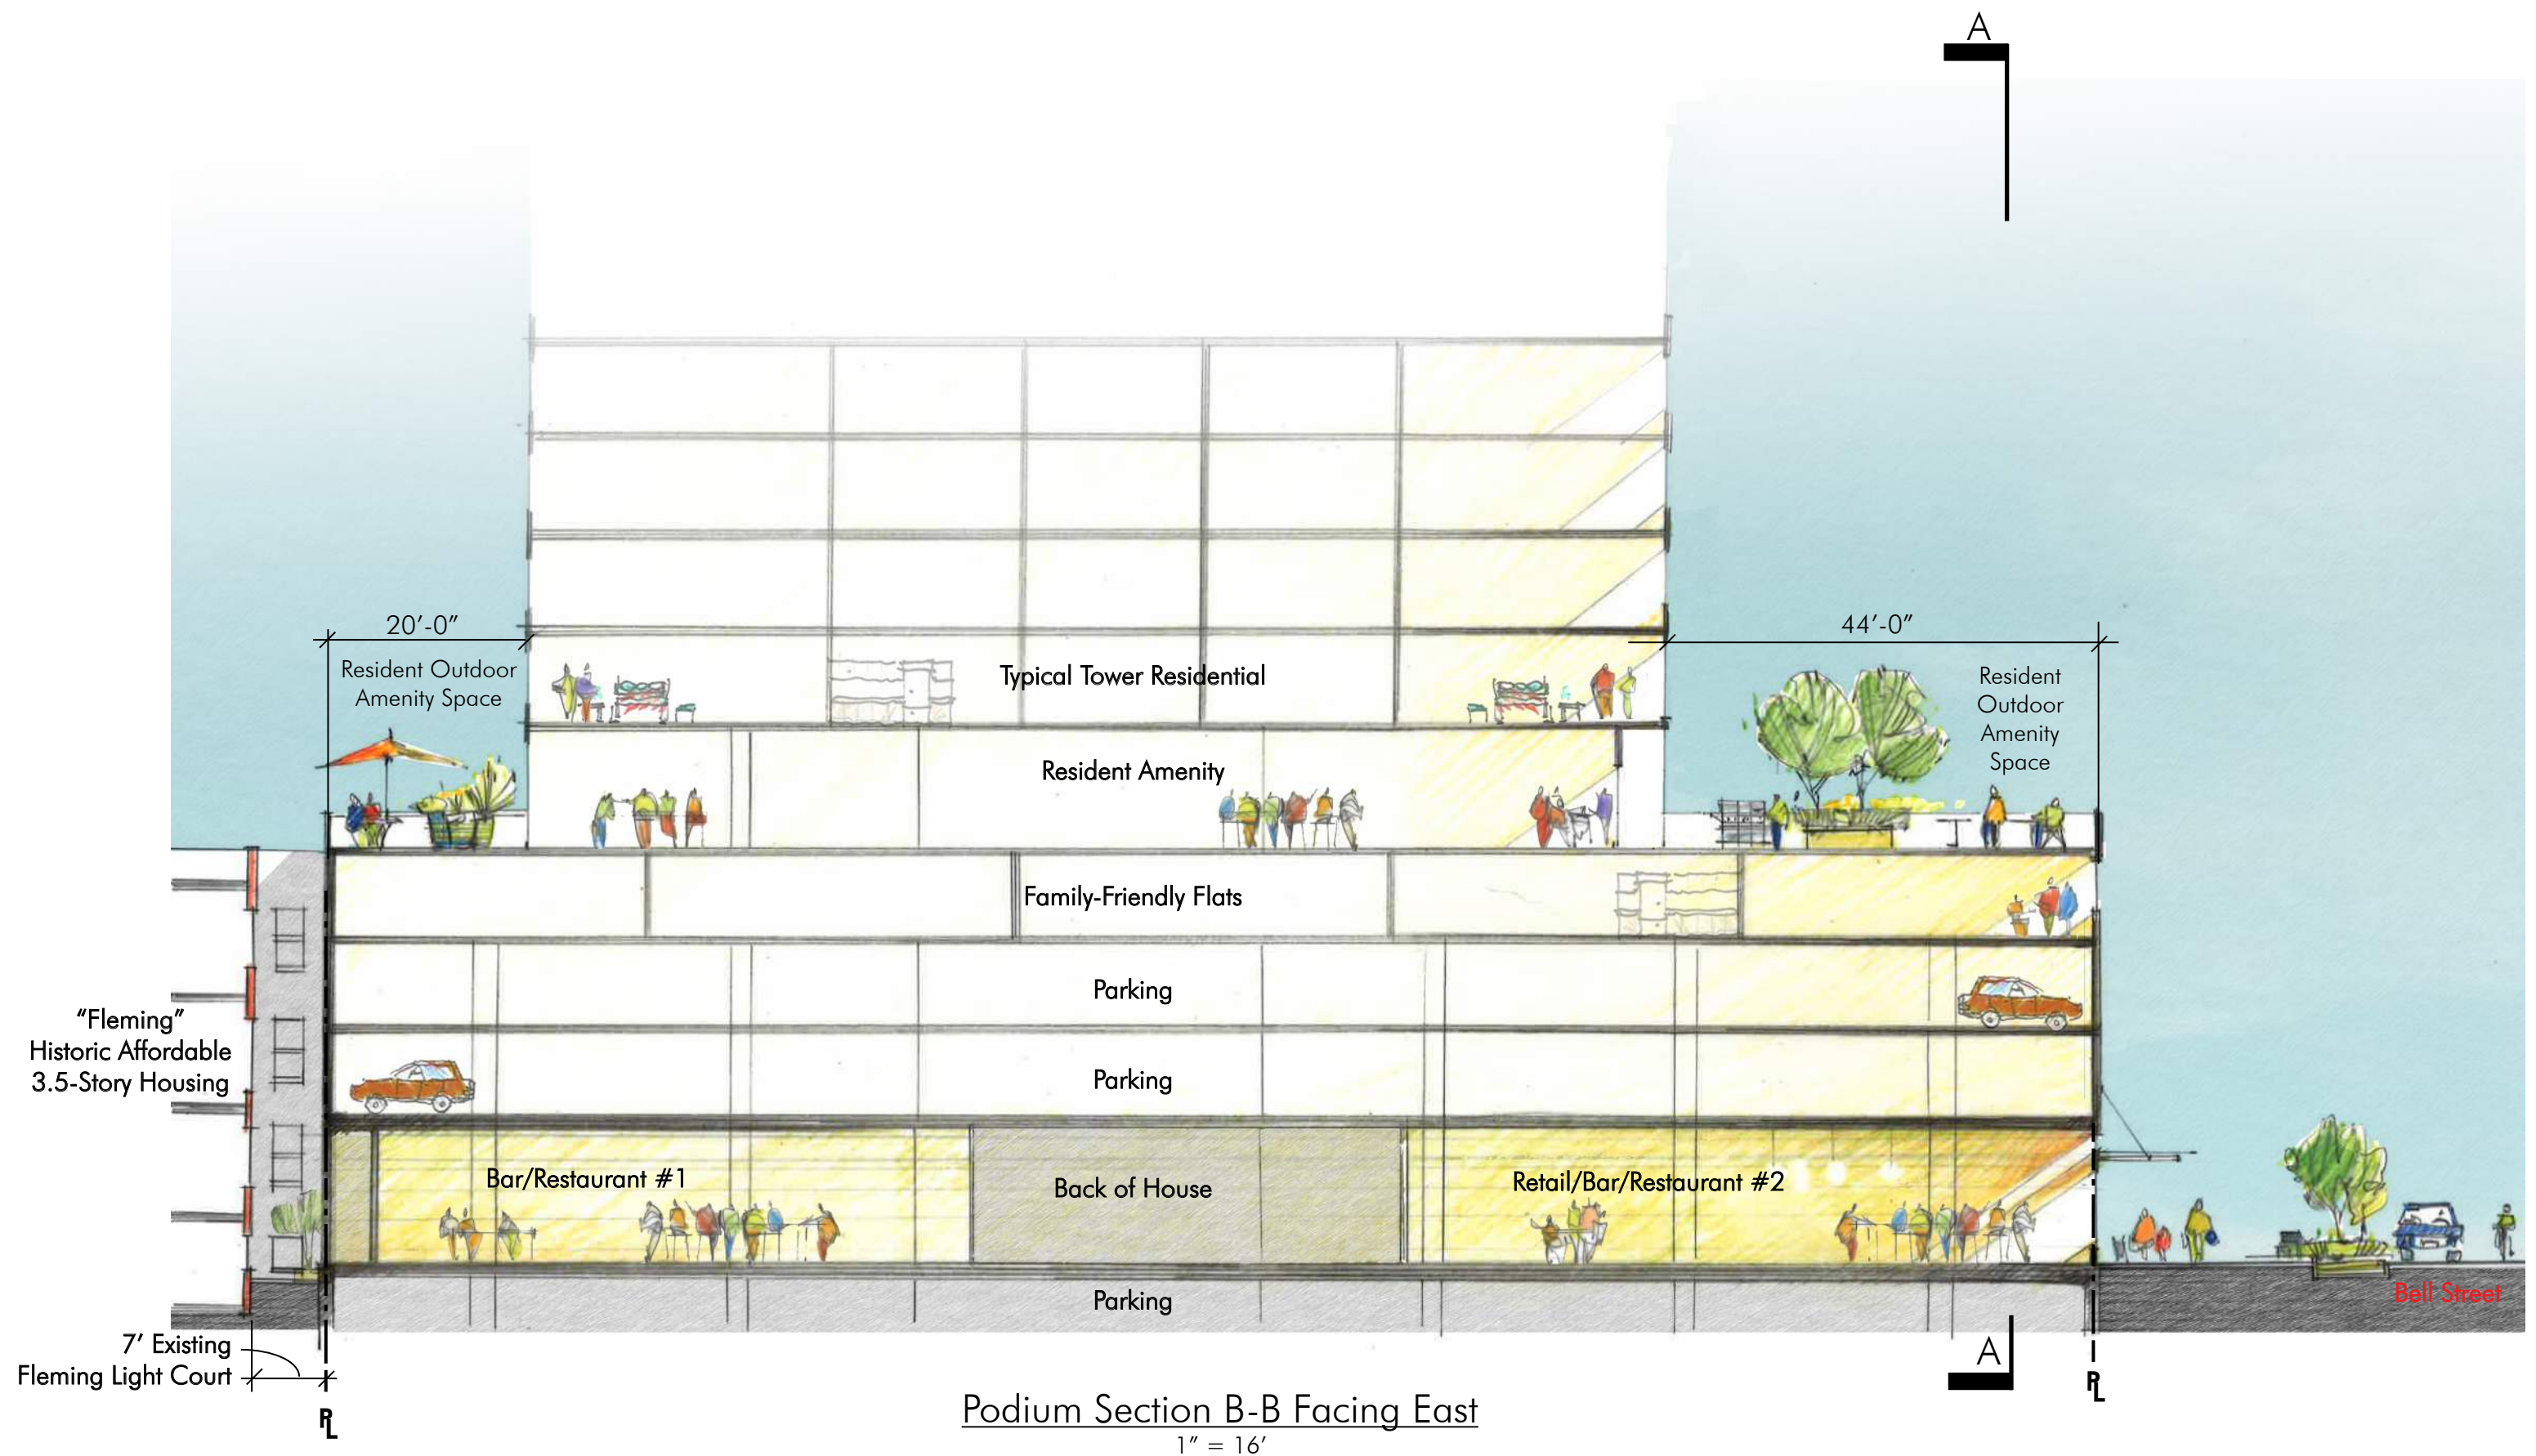 A
20'-0"
44'-0"
Resident Outdoor
Amenity Space
Typical Tower Residential
Resident
Outdoor
Amenity
Space
Resident Amenity
Family-Friendly Flats
Parking
"Fleming"
Historic Affordable
3.5-Story Housing
Parking
Bar/Restaurant #1
Back of House
Retail/Bar/Restaurant #2
Parking
Bell Street
7' Existing
Fleming Light Court
A
PL
PL
Podium Section B-B Facing East
1" = 16'